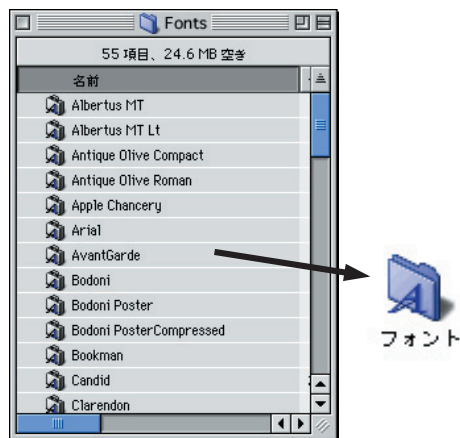 Fonts
55 項目、24.6 MB 空き
名前
Albertus MT
Albertus MT Lt
Antique Olive Compact
Antique Olive Roman
Apple Chancery
Arial
AvantGarde
Bodoni
Bodoni Poster
Bodoni PosterCompressed
Bookman
Candid
Clarendon
フォント